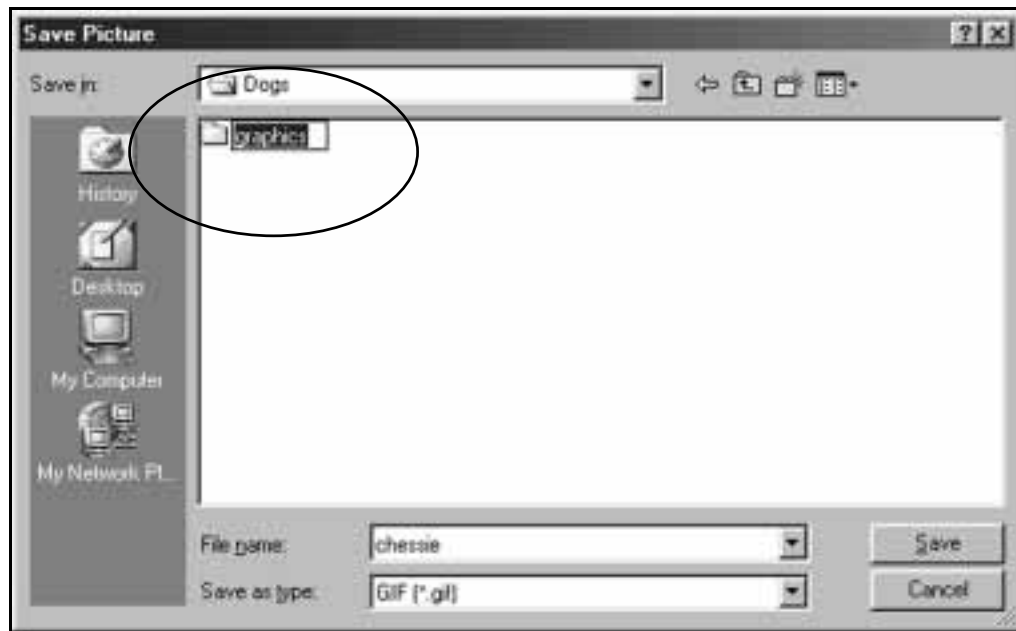 Save Picture
Save in:
Dogs
graphics
History
Desktop
My Computer
My Network Pl...
File name:
chessie
Save
Save as type:
GIF (*.gif)
Cancel